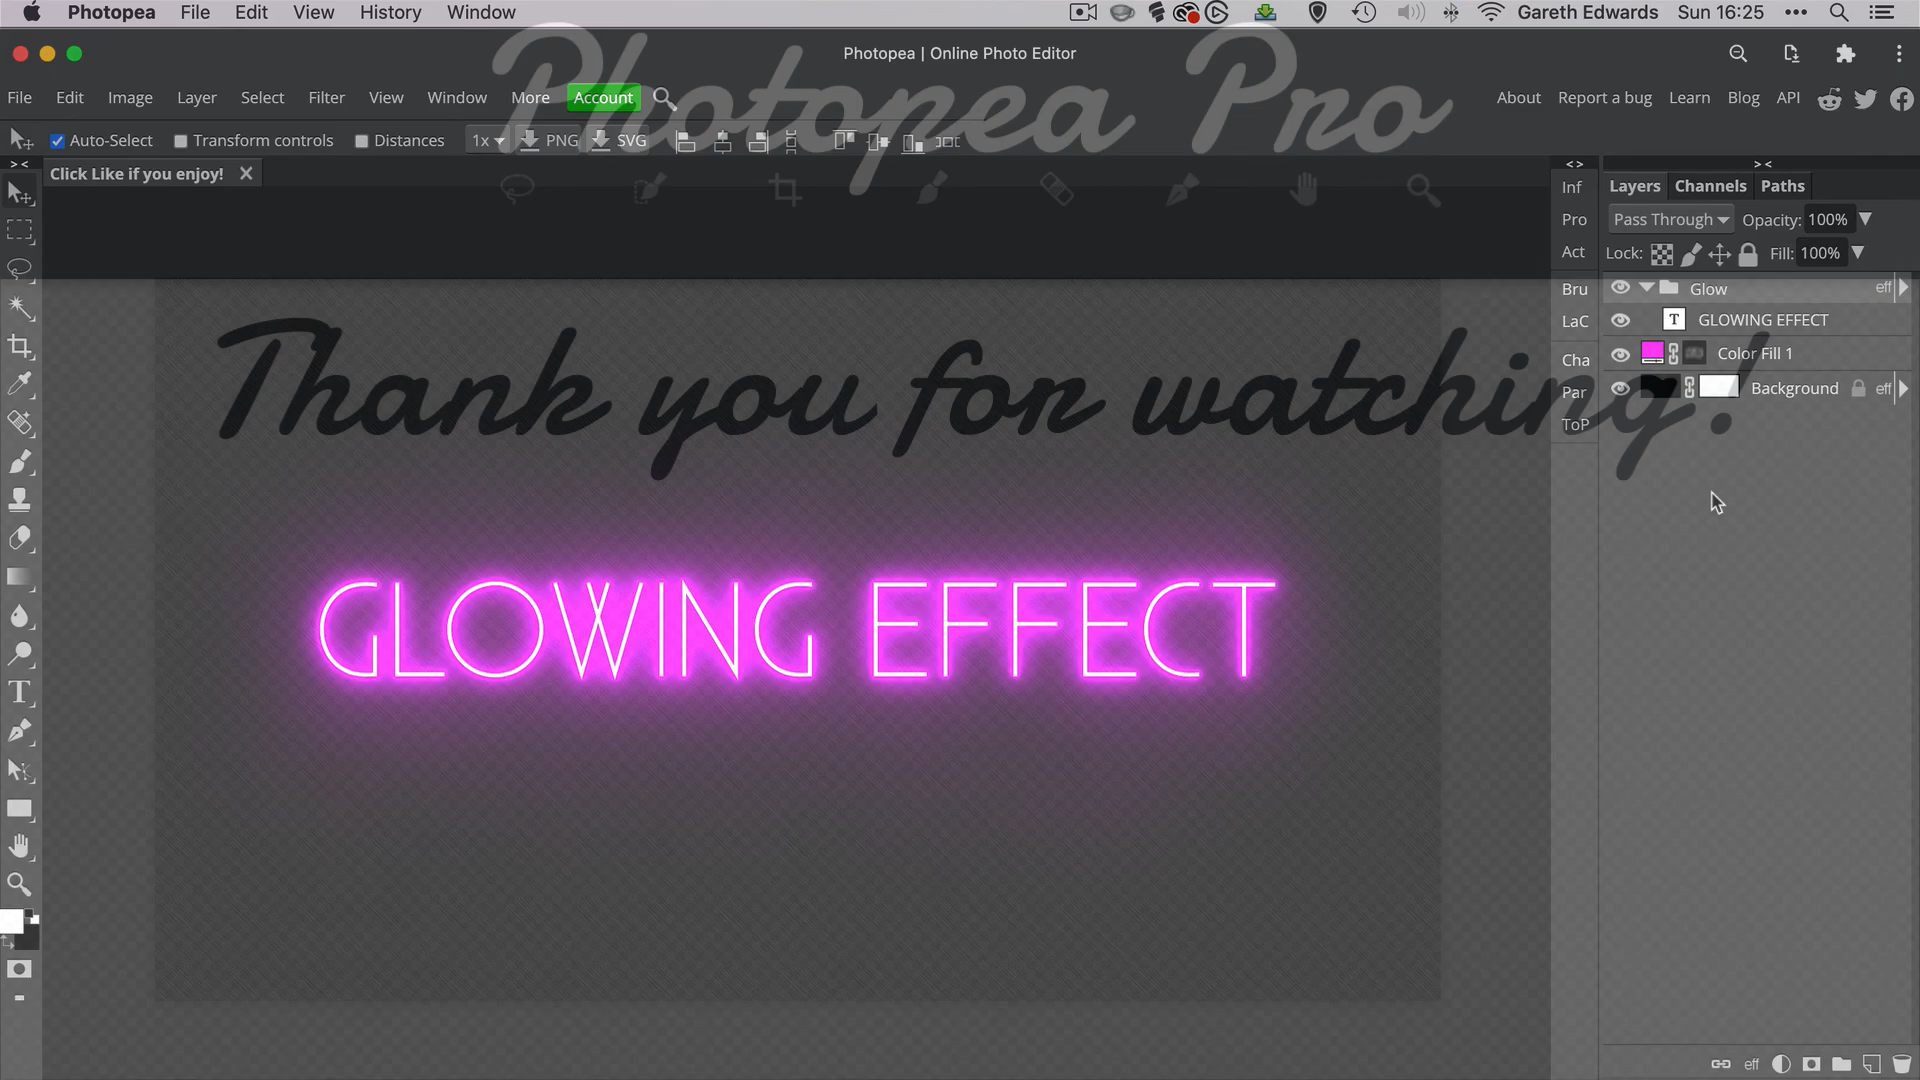 Photopea File Edit View History Window Gareth Edwards Sun 16:25
Photopea | Online Photo Editor
Photopea Pro
File Edit Image Layer Select Filter View Window More Account About Report a bug Learn Blog API
Auto-Select Transform controls Distances 1x PNG SVG
Click Like if you enjoy!
Inf
Pro
Act
Bru
LaC
Cha
Par
ToP
Layers Channels Paths
Pass Through Opacity: 100%
Lock: Fill: 100%
Glow eff
T GLOWING EFFECT
Color Fill 1
Background eff
Thank you for watching!
GLOWING EFFECT
T
eff